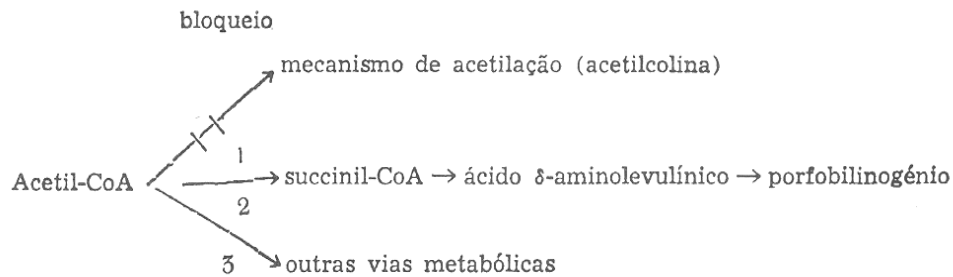 bloqueio
mecanismo de acetilação (acetilcolina)
1
Acetil-CoA → succinil-CoA → ácido δ-aminolevulínico → porfobilinogénio
2
3 outras vias metabólicas